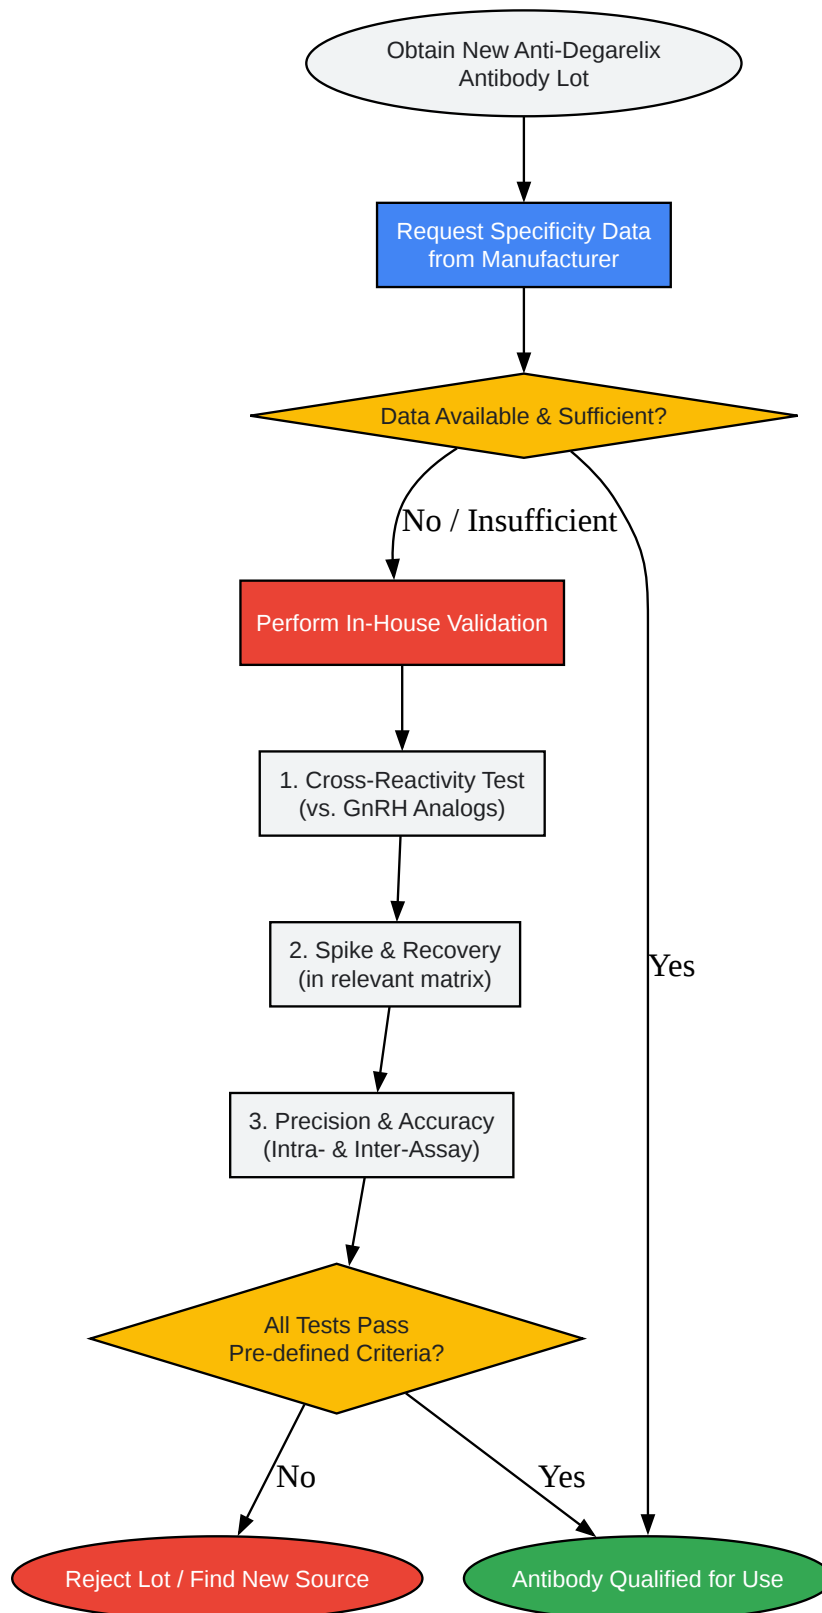 Obtain New Anti-Degarelix
Antibody Lot
Request Specificity Data
from Manufacturer
Data Available & Sufficient?
No / Insufficient
Perform In-House Validation
1. Cross-Reactivity Test
(vs. GnRH Analogs)
2. Spike & Recovery
(in relevant matrix)
Yes
3. Precision & Accuracy
(Intra- & Inter-Assay)
All Tests Pass
Pre-defined Criteria?
No
Yes
Reject Lot / Find New Source
Antibody Qualified for Use